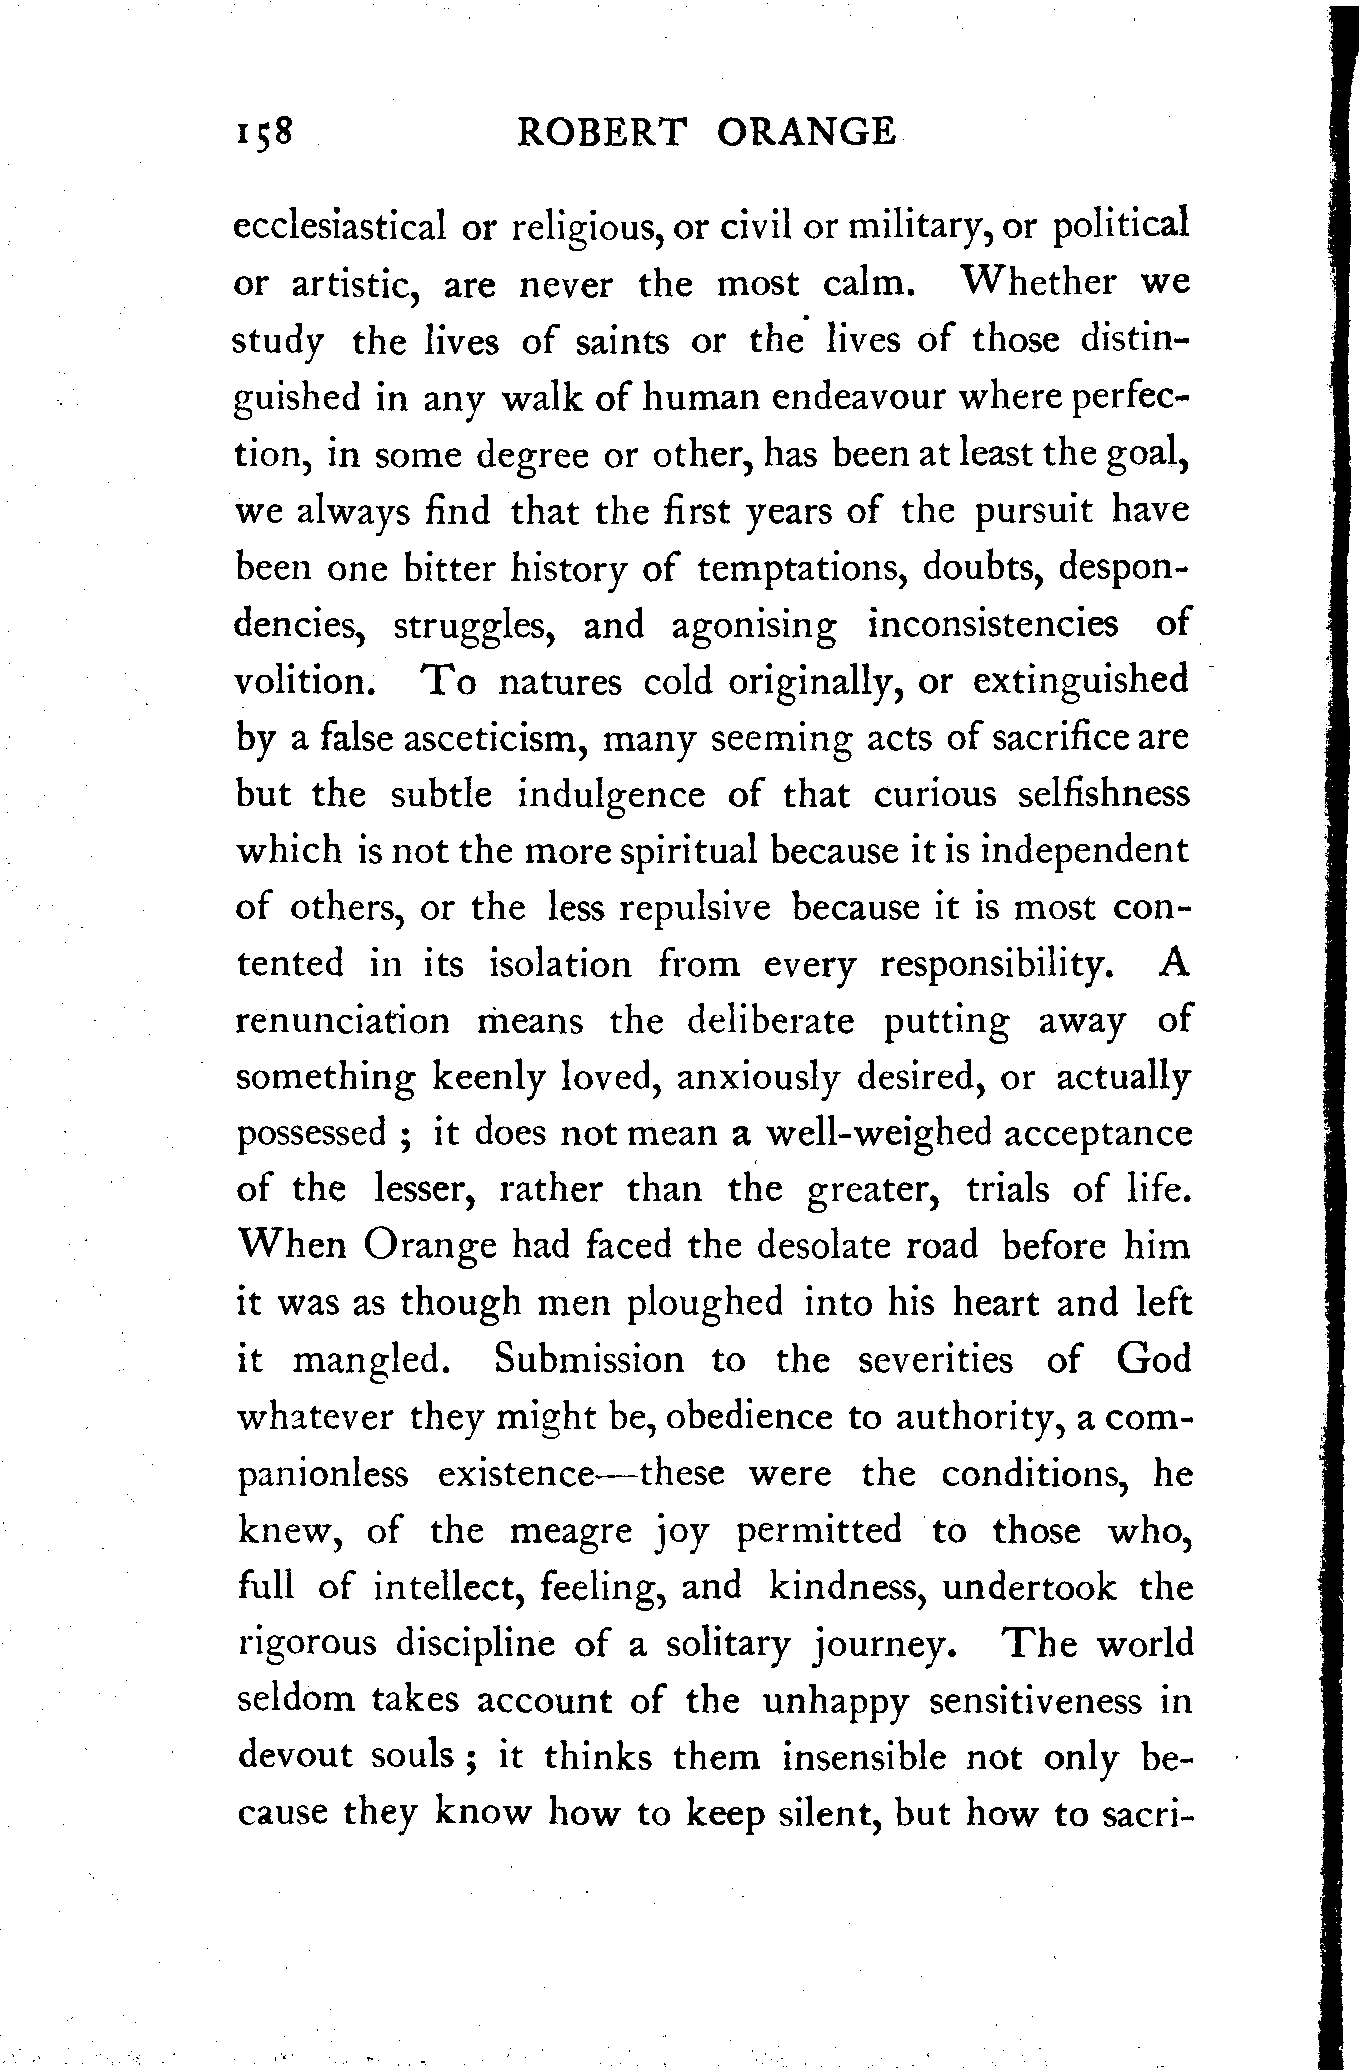 158 ROBERT ORANGE
ecclesiastical or religious, or civil or military, or political
or artistic, are never the most calm. Whether we
study the lives of saints or the lives of those distin-
guished in any walk of human endeavour where perfec-
tion, in some degree or other, has been at least the goal,
we always find that the first years of the pursuit have
been one bitter history of temptations, doubts, despon-
dencies, struggles, and agonising inconsistencies of
volition. To natures cold originally, or extinguished
by a false asceticism, many seeming acts of sacrifice are
but the subtle indulgence of that curious selfishness
which is not the more spiritual because it is independent
of others, or the less repulsive because it is most con-
tented in its isolation from every responsibility. A
renunciation means the deliberate putting away of
something keenly loved, anxiously desired, or actually
possessed ; it does not mean a well-weighed acceptance
of the lesser, rather than the greater, trials of life.
When Orange had faced the desolate road before him
it was as though men ploughed into his heart and left
it mangled. Submission to the severities of God
whatever they might be, obedience to authority, a com-
panionless existence—these were the conditions, he
knew, of the meagre joy permitted to those who,
full of intellect, feeling, and kindness, undertook the
rigorous discipline of a solitary journey. The world
seldom takes account of the unhappy sensitiveness in
devout souls ; it thinks them insensible not only be-
cause they know how to keep silent, but how to sacri-